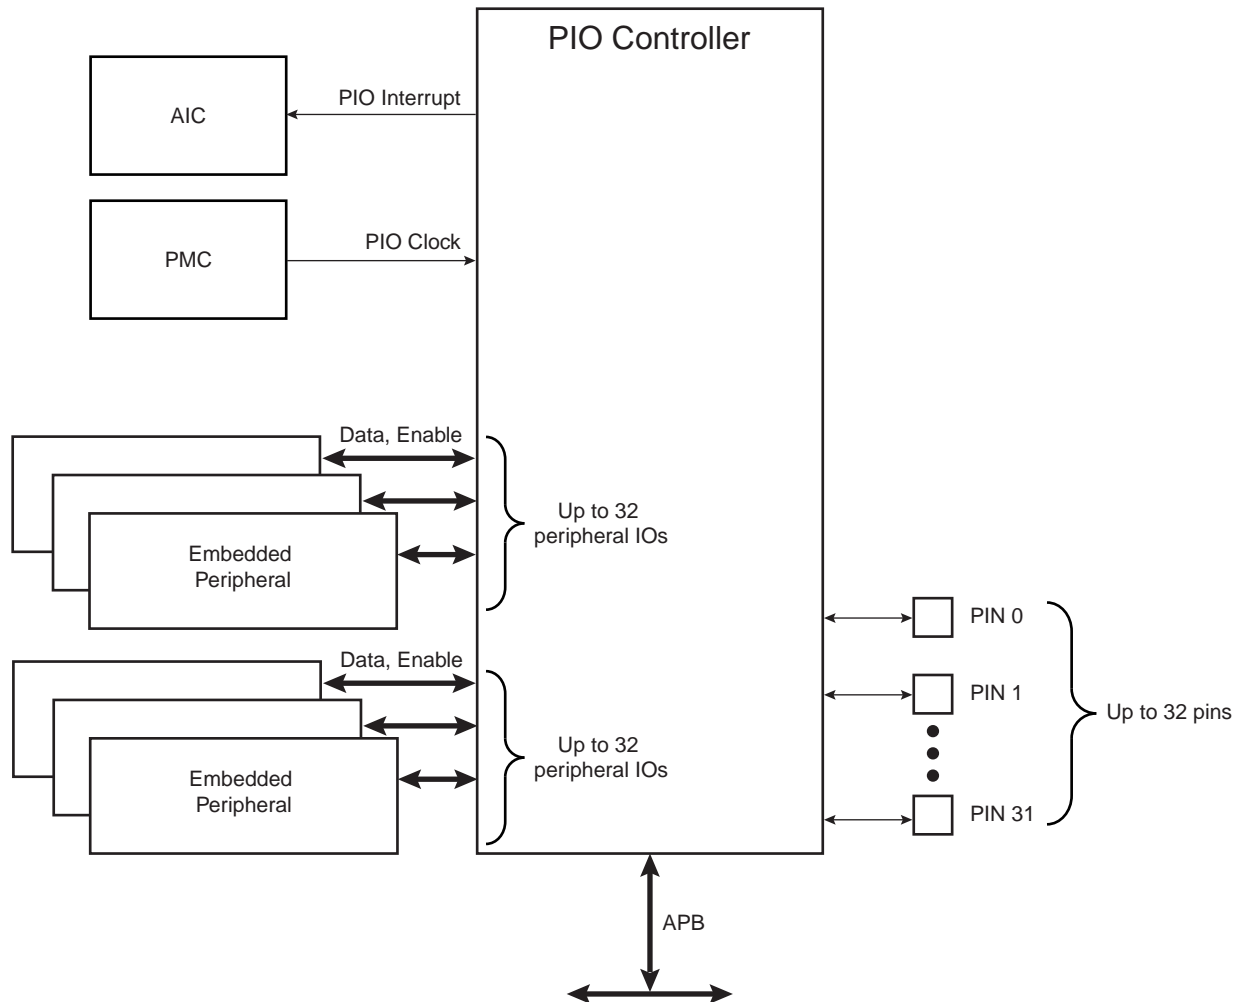 PIO Controller
PIO Interrupt
AIC
PIO Clock
PMC
Data, Enable
Up to 32
peripheral IOs
Embedded
Peripheral
PIN 0
Data, Enable
PIN 1
Up to 32 pins
Up to 32
peripheral IOs
Embedded
Peripheral
PIN 31
APB